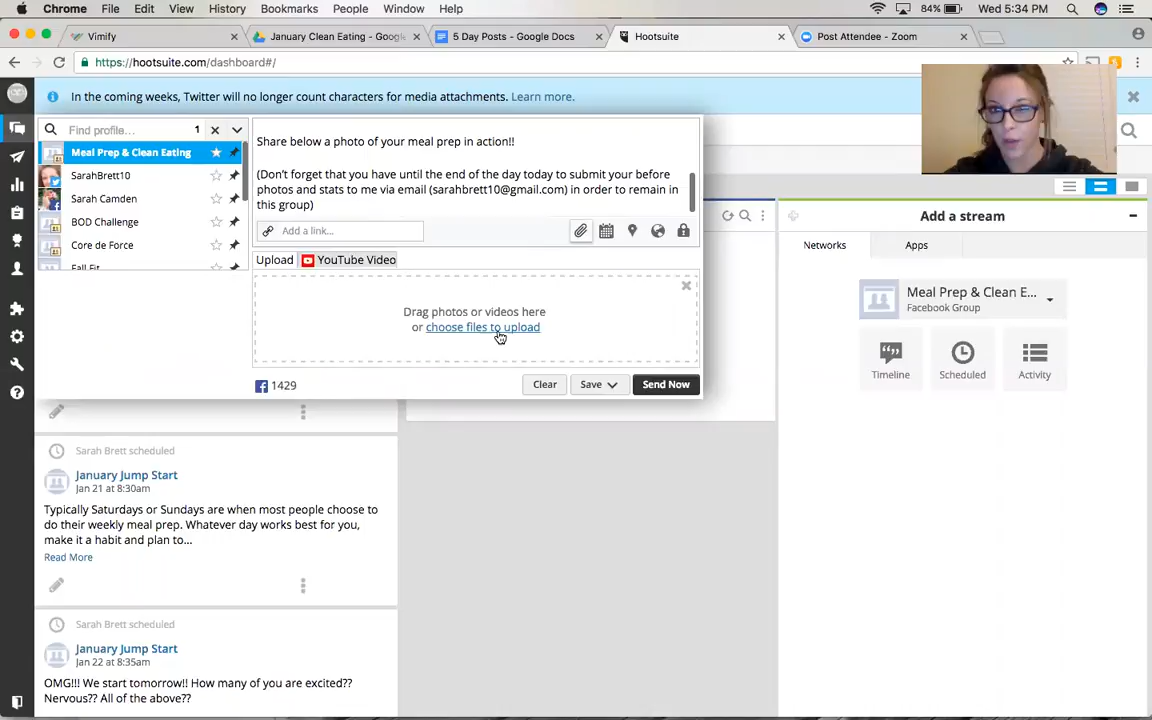 Chrome File Edit View History Bookmarks People Window Help
84% Wed 5:34 PM
Vimify
January Clean Eating - Google
5 Day Posts - Google Docs
Hootsuite
Post Attendee - Zoom
https://hootsuite.com/dashboard#/
In the coming weeks, Twitter will no longer count characters for media attachments. Learn more.
Find profile... 1
Meal Prep & Clean Eating
SarahBrett10
Sarah Camden
BOD Challenge
Core de Force
Fall Fit
Share below a photo of your meal prep in action!!
(Don't forget that you have until the end of the day today to submit your before
photos and stats to me via email (sarahbrett10@gmail.com) in order to remain in
this group)
Add a link...
Upload YouTube Video
Drag photos or videos here
or choose files to upload
1429
Clear Save Send Now
Sarah Brett scheduled
January Jump Start
Jan 21 at 8:30am
Typically Saturdays or Sundays are when most people choose to
do their weekly meal prep. Whatever day works best for you,
make it a habit and plan to...
Read More
Sarah Brett scheduled
January Jump Start
Jan 22 at 8:35am
OMG!!! We start tomorrow!! How many of you are excited??
Nervous?? All of the above??
Add a stream
Networks Apps
Meal Prep & Clean E...
Facebook Group
Timeline Scheduled Activity